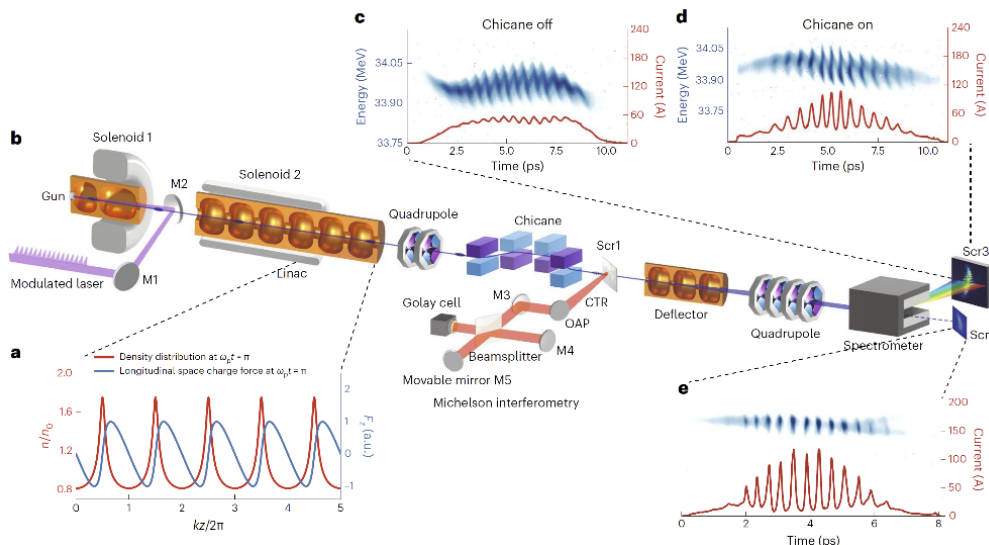 c
Chicane off
Energy (MeV)
34.05
33.90
33.75
240
180
120
60
0
Current (A)
0
2.5
5.0
7.5
10.0
Time (ps)
d
Chicane on
Energy (MeV)
34.05
33.90
33.75
240
180
120
60
0
Current (A)
0
2.5
5.0
7.5
10.0
Time (ps)
b
Solenoid 1
Gun
M2
Modulated laser
M1
Solenoid 2
Linac
Quadrupole
Chicane
Scr1
M3
CTR
Golay cell
OAP
M4
Beamsplitter
Movable mirror M5
Michelson interferometry
Deflector
Quadrupole
Spectrometer
Scr3
Scr
a
Density distribution at ωpt = π
Longitudinal space charge force at ωpt = π
n/n0
2.0
1.6
1.2
0.8
2
1
0
−1
Fz (a.u.)
0
1
2
3
4
5
kz/2π
e
200
150
-100
50
0
Current (A)
0
2
4
6
8
Time (ps)